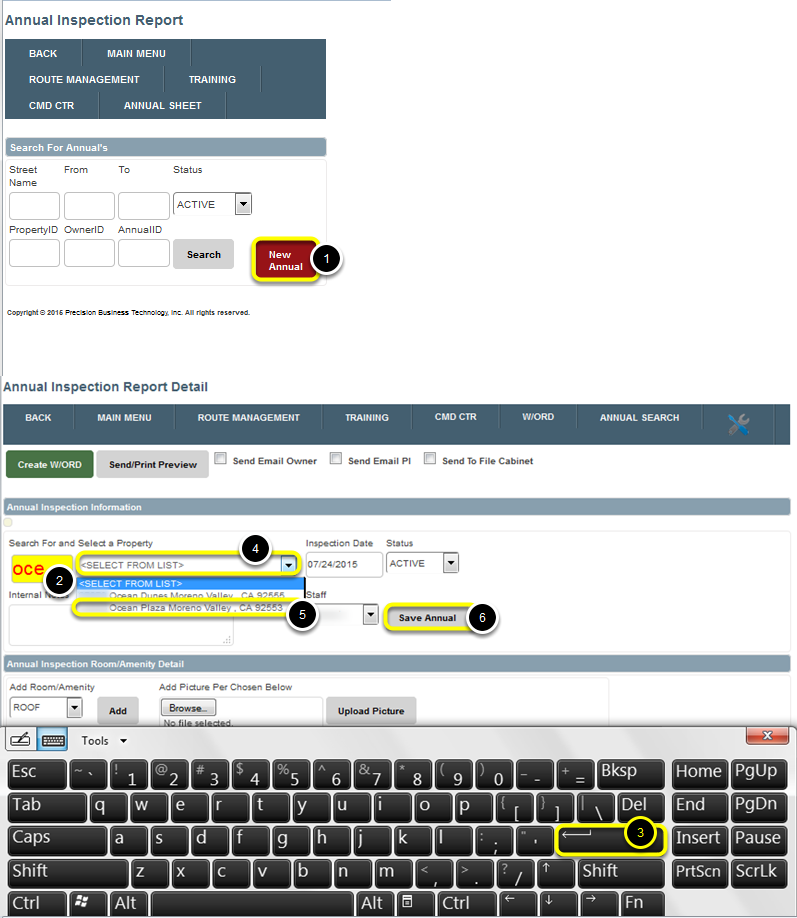 Annual Inspection Report
BACK MAIN MENU
ROUTE MANAGEMENT TRAINING
CMD CTR ANNUAL SHEET
Search For Annual's
Street Name From To Status
ACTIVE
PropertyID OwnerID AnnualID
Search New Annual 1
Copyright © 2016 Precision Business Technology, Inc. All rights reserved.
Annual Inspection Report Detail
BACK MAIN MENU ROUTE MANAGEMENT TRAINING CMD CTR W/ORD ANNUAL SEARCH
Create W/ORD Send/Print Preview Send Email Owner Send Email PI Send To File Cabinet
Annual Inspection Information
Search For and Select a Property 4 Inspection Date Status
oce 2 <SELECT FROM LIST> 07/24/2015 ACTIVE
<SELECT FROM LIST>
Internal Ocean Dunes Moreno Valley , CA 92555 Staff
Ocean Plaza Moreno Valley , CA 92553 5 Save Annual 6
Annual Inspection Room/Amenity Detail
Add Room/Amenity Add Picture Per Chosen Below
ROOF Add Browse... Upload Picture
No file selected.
Tools x
Esc ~ ` ! 1 @ 2 # 3 $ 4 % 5 ^ 6 & 7 * 8 ( 9 ) 0 _ - + = Bksp Home PgUp
Tab q w e r t y u i o p { [ } ] | \ Del End PgDn
Caps a s d f g h j k l : ; " ' ← 3 Insert Pause
Shift z x c v b n m < , > . ? / ↑ Shift PrtScn ScrLk
Ctrl Alt Alt Ctrl ← ↓ → Fn